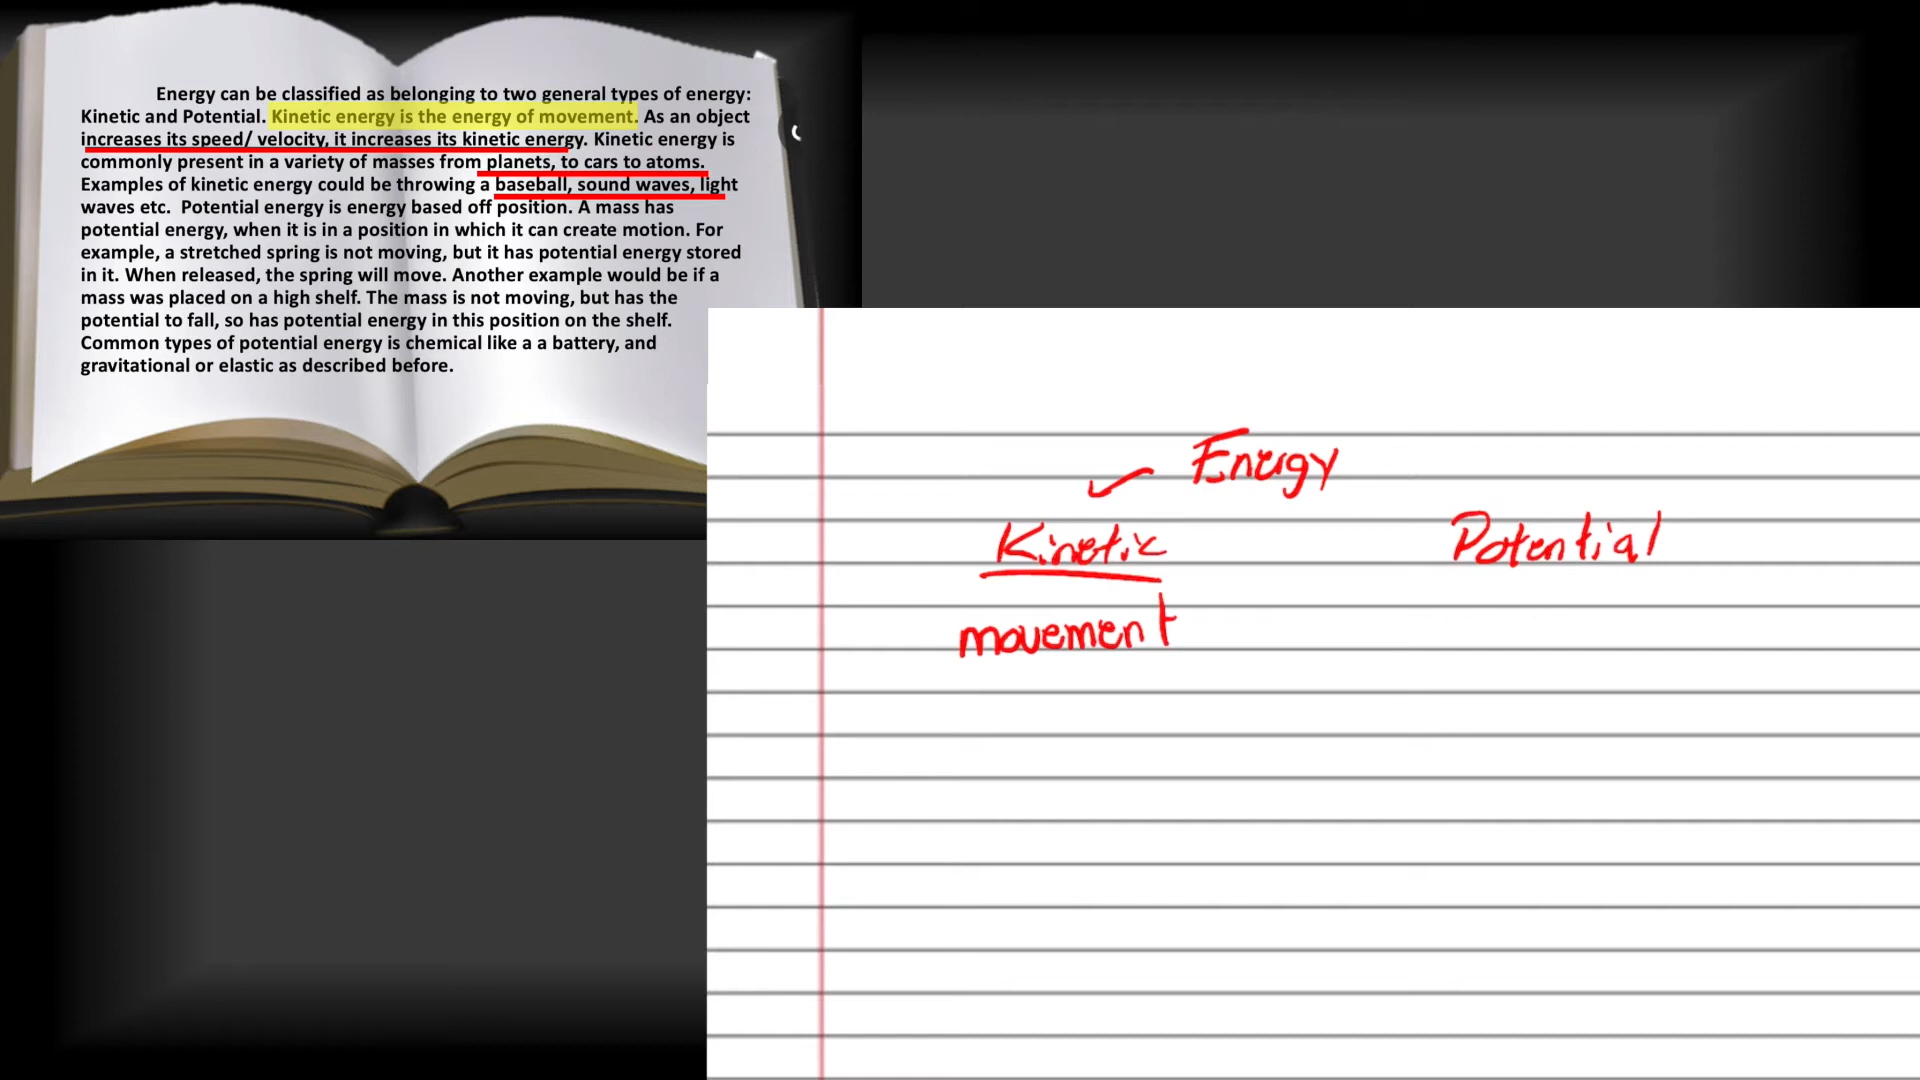 Energy can be classified as belonging to two general types of energy:
Kinetic and Potential. Kinetic energy is the energy of movement. As an object
increases its speed/ velocity, it increases its kinetic energy. Kinetic energy is
commonly present in a variety of masses from planets, to cars to atoms.
Examples of kinetic energy could be throwing a baseball, sound waves, light
waves etc.  Potential energy is energy based off position. A mass has
potential energy, when it is in a position in which it can create motion. For
example, a stretched spring is not moving, but it has potential energy stored
in it. When released, the spring will move. Another example would be if a
mass was placed on a high shelf. The mass is not moving, but has the
potential to fall, so has potential energy in this position on the shelf.
Common types of potential energy is chemical like a a battery, and
gravitational or elastic as described before.
Energy
Kinetic
Potential
movement